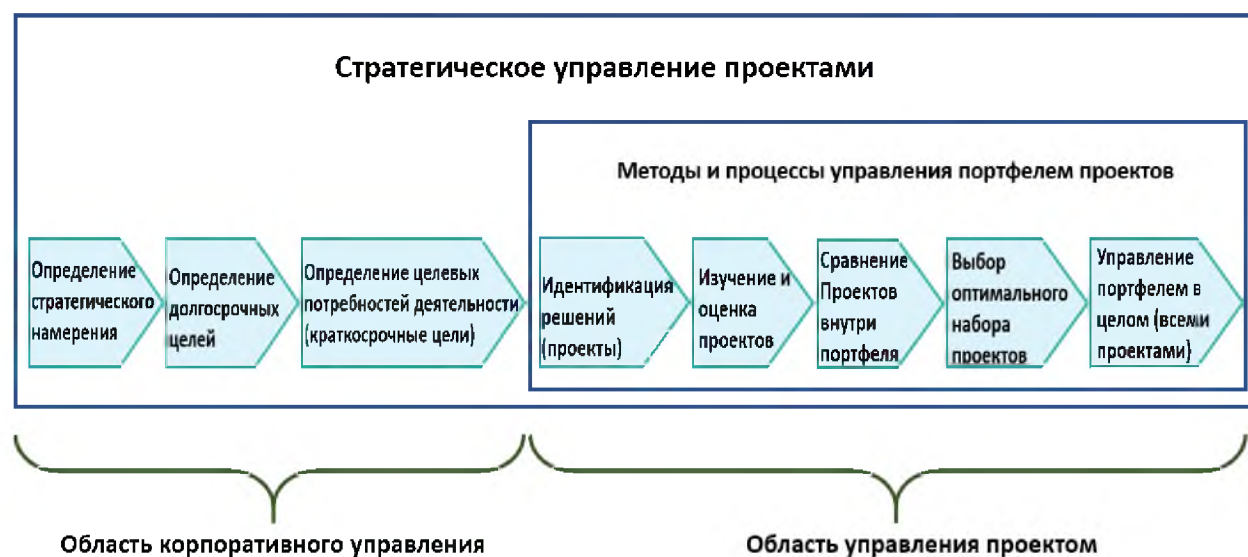 Стратегическое управление проектами
Методы и процессы управления портфелем проектов
Определение
стратегического
намерения
Определение
долгосрочных
целей
Определение целевых
потребностей деятельности
(краткосрочные цели)
Идентификация
решений
(проекты)
Изучение и
оценка
проектов
Сравнение
Проектов
внутри
портфеля
Выбор
оптимального
набора
проектов
Управление
портфелем в
целом (всеми
проектами)
Область корпоративного управления
Область управления проектом